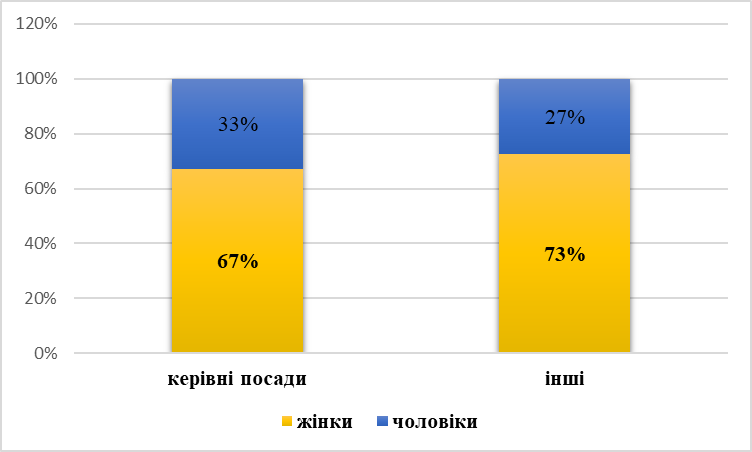 120%
100%
80%
60%
40%
20%
0%
33%
27%
67%
73%
керівні посади
інші
жінки
чоловіки